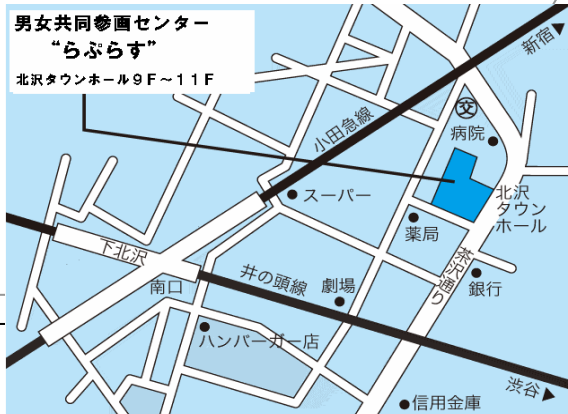 男女共同参画センター
“らぷらす”
北沢タウンホール9F～11F
新宿
小田急線
交
病院
スーパー
北沢
タウン
ホール
薬局
下北沢
茶沢通り
井の頭線
劇場
銀行
南口
ハンバーガー店
渋谷
信用金庫